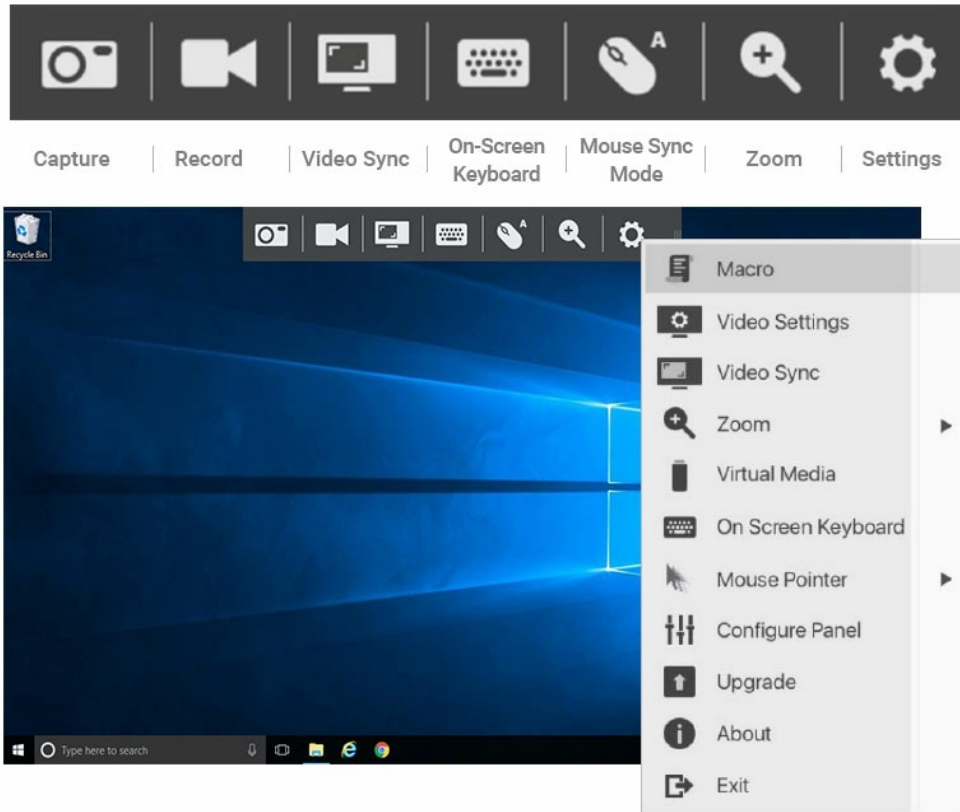 A
Capture
Record
Video Sync
On-Screen
Keyboard
Mouse Sync
Mode
Zoom
Settings
Recycle Bin
A
Macro
Video Settings
Video Sync
Zoom
Virtual Media
On Screen Keyboard
Mouse Pointer
Configure Panel
Upgrade
About
Exit
Type here to search